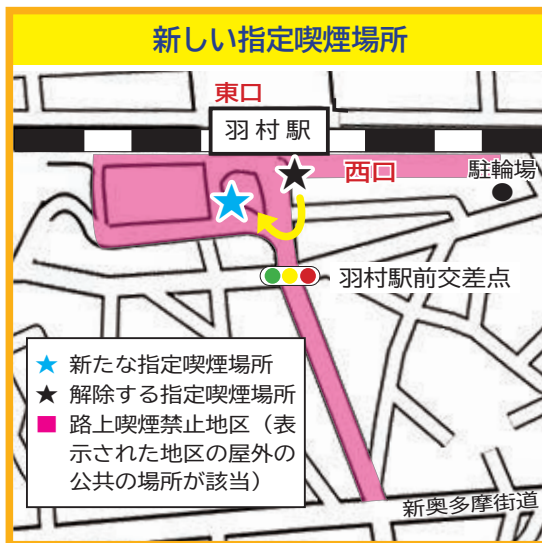 新しい指定喫煙場所
東口
羽村駅
西口
駐輪場
羽村駅前交差点
★ 新たな指定喫煙場所
★ 解除する指定喫煙場所
■ 路上喫煙禁止地区（表
示された地区の屋外の
公共の場所が該当）
新奥多摩街道